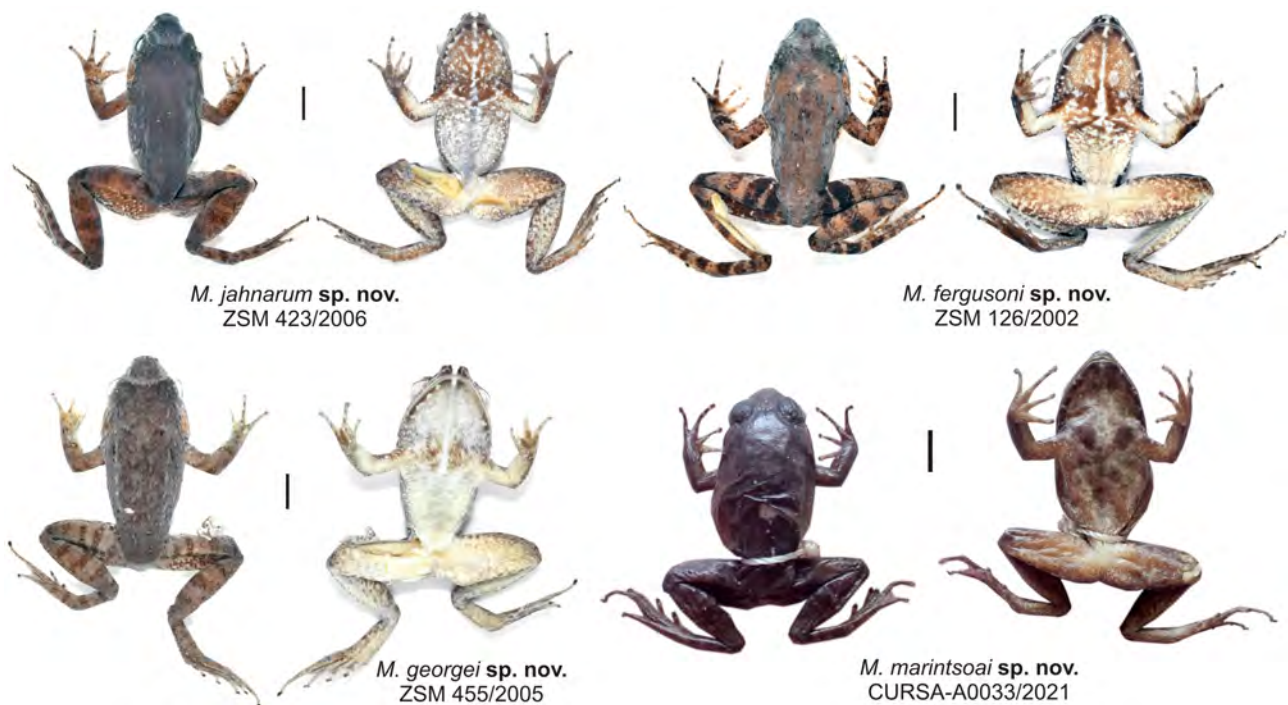 M. jahnarum sp. nov.
ZSM 423/2006
M. fergusoni sp. nov.
ZSM 126/2002
M. georgei sp. nov.
ZSM 455/2005
M. marintsoai sp. nov.
CURSA-A0033/2021